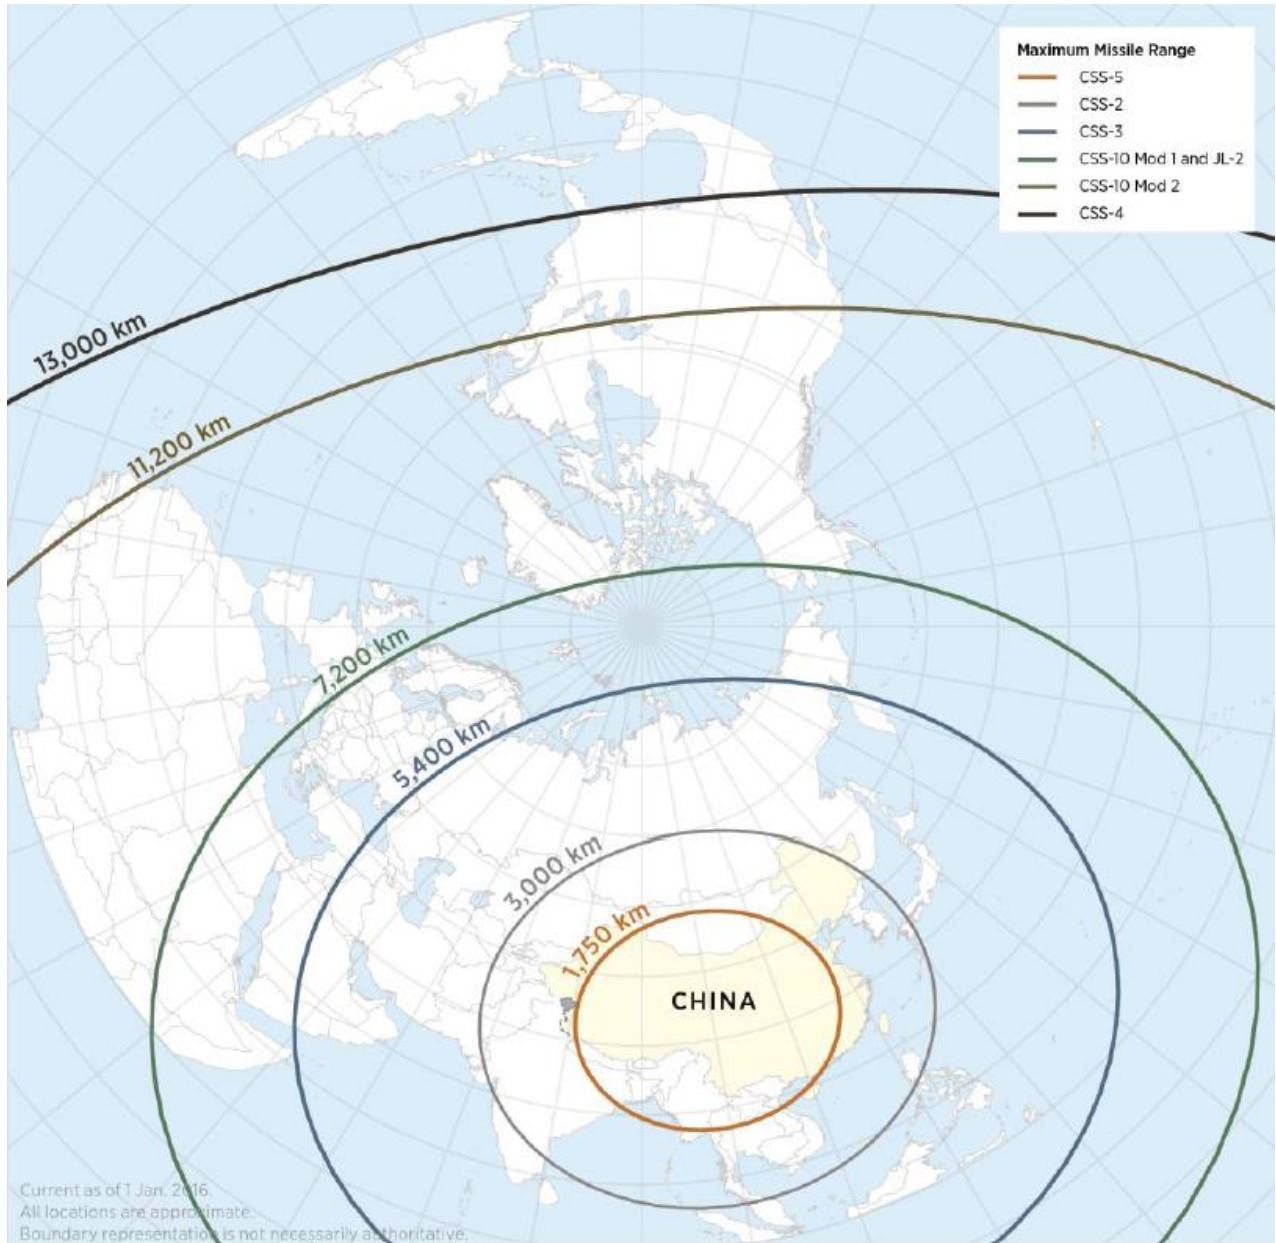 Maximum Missile Range
CSS-5
CSS-2
CSS-3
CSS-10 Mod 1 and JL-2
CSS-10 Mod 2
CSS-4
13,000 km
11,200 km
7,200 km
5,400 km
3,000 km
1,750 km
CHINA
Current as of 1 Jan. 2016.
All locations are approximate.
Boundary representation is not necessarily authoritative.